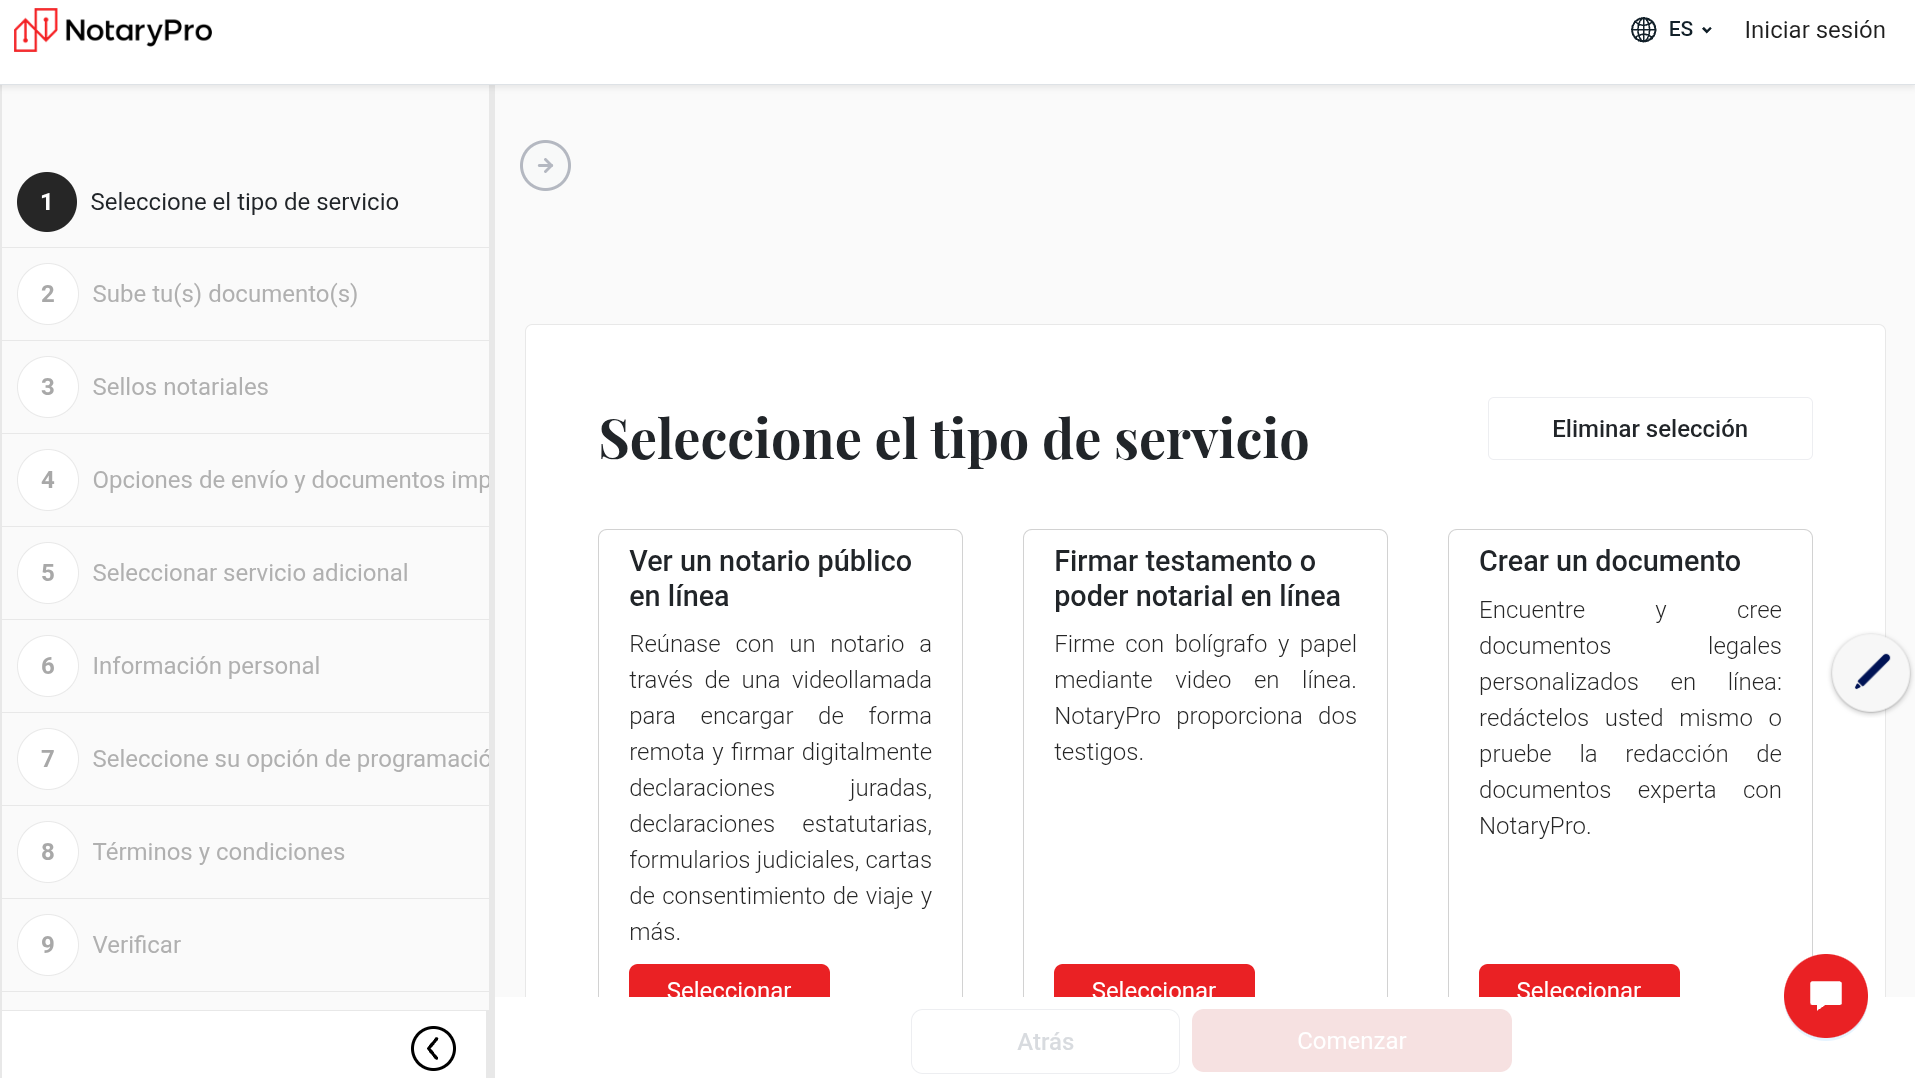 NotaryPro
ES
Iniciar sesión
1
Seleccione el tipo de servicio
2
Sube tu(s) documento(s)
3
Sellos notariales
4
Opciones de envío y documentos imp
5
Seleccionar servicio adicional
6
Información personal
7
Seleccione su opción de programació
8
Términos y condiciones
9
Verificar
Seleccione el tipo de servicio
Eliminar selección
Ver un notario público
en línea
Reúnase con un notario a
través de una videollamada
para encargar de forma
remota y firmar digitalmente
declaraciones juradas,
declaraciones estatutarias,
formularios judiciales, cartas
de consentimiento de viaje y
más.
Seleccionar
Firmar testamento o
poder notarial en línea
Firme con bolígrafo y papel
mediante video en línea.
NotaryPro proporciona dos
testigos.
Seleccionar
Crear un documento
Encuentre y cree
documentos legales
personalizados en línea:
redáctelos usted mismo o
pruebe la redacción de
documentos experta con
NotaryPro.
Seleccionar
Atrás
Comenzar